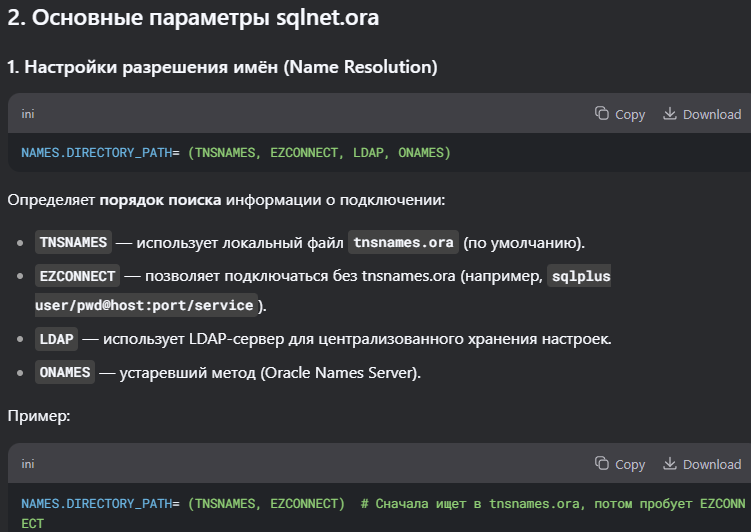 2. Основные параметры sqlnet.ora
1. Настройки разрешения имён (Name Resolution)
ini
Copy
Download
NAMES.DIRECTORY_PATH= (TNSNAMES, EZCONNECT, LDAP, ONAMES)
Определяет порядок поиска информации о подключении:
TNSNAMES — использует локальный файл tnsnames.ora (по умолчанию).
EZCONNECT — позволяет подключаться без tnsnames.ora (например, sqlplus
user/pwd@host:port/service).
LDAP — использует LDAP-сервер для централизованного хранения настроек.
ONAMES — устаревший метод (Oracle Names Server).
Пример:
ini
Copy
Download
NAMES.DIRECTORY_PATH= (TNSNAMES, EZCONNECT) # Сначала ищет в tnsnames.ora, потом пробует EZCONN
ECT